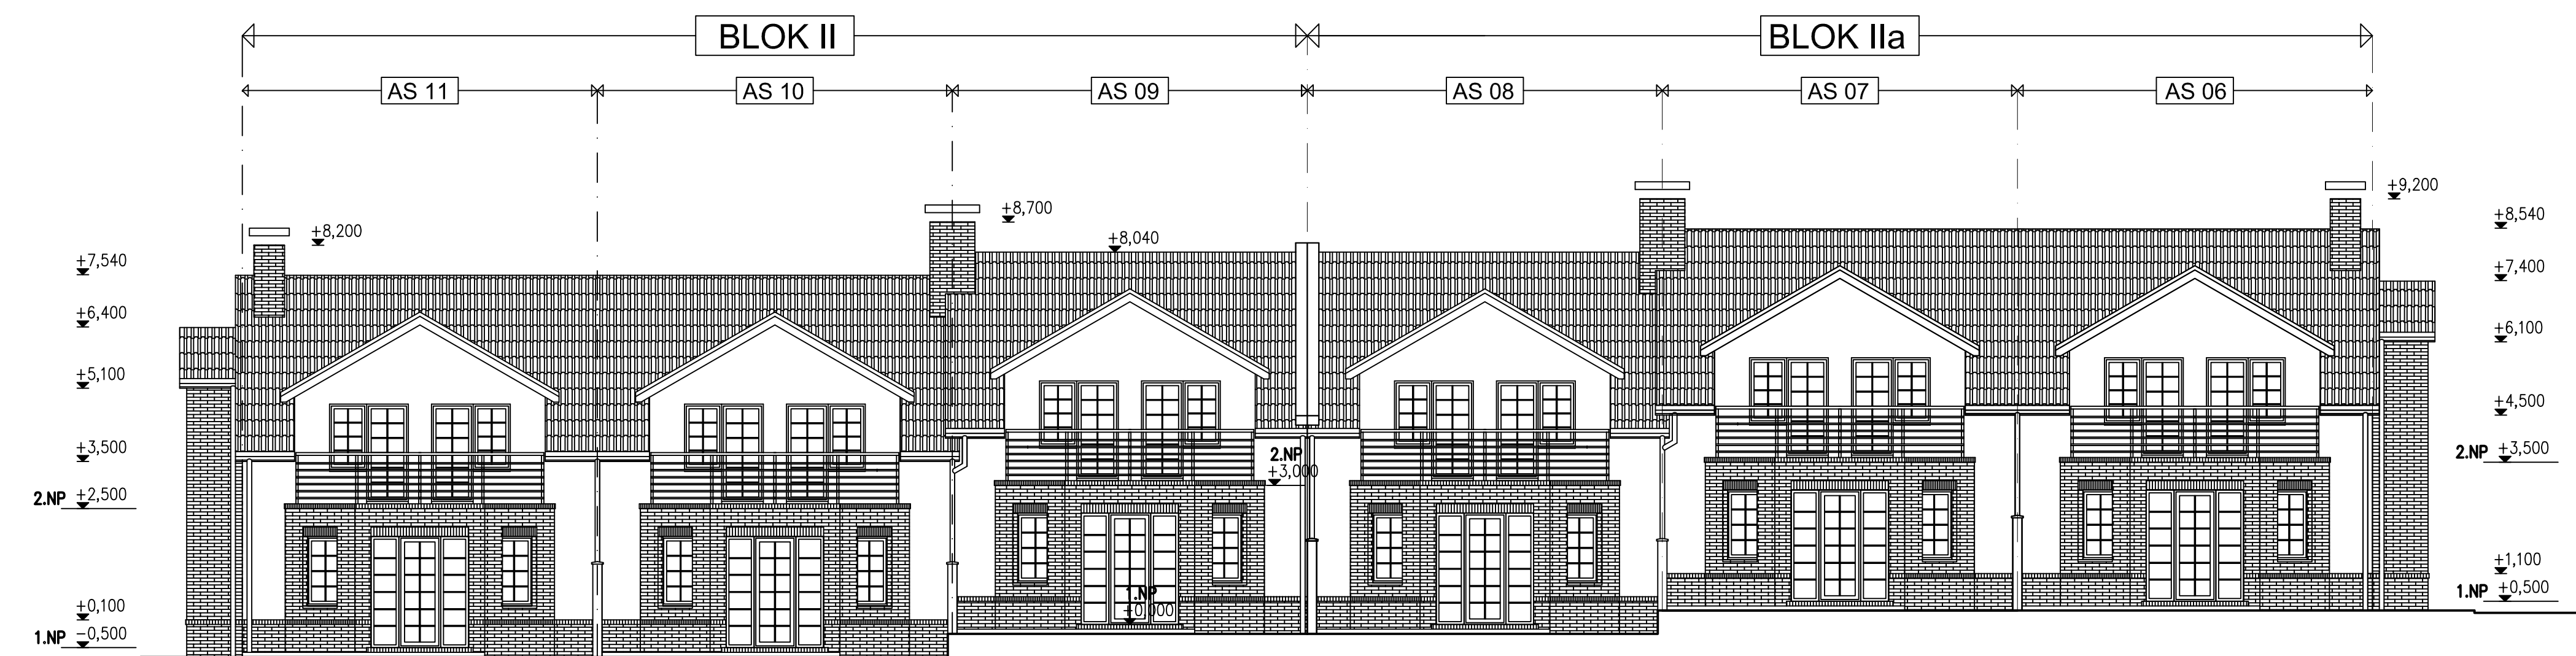 BLOK II
BLOK IIa
AS 11
AS 10
AS 09
AS 08
AS 07
AS 06
+9,200
+8,700
+8,540
+8,200
+8,040
+7,540
+7,400
+6,400
+6,100
+5,100
+4,500
+3,500
2.NP
+3,000
2.NP +3,500
2.NP +2,500
+1,100
1.NP
+0,000
1.NP +0,500
+0,100
1.NP -0,500